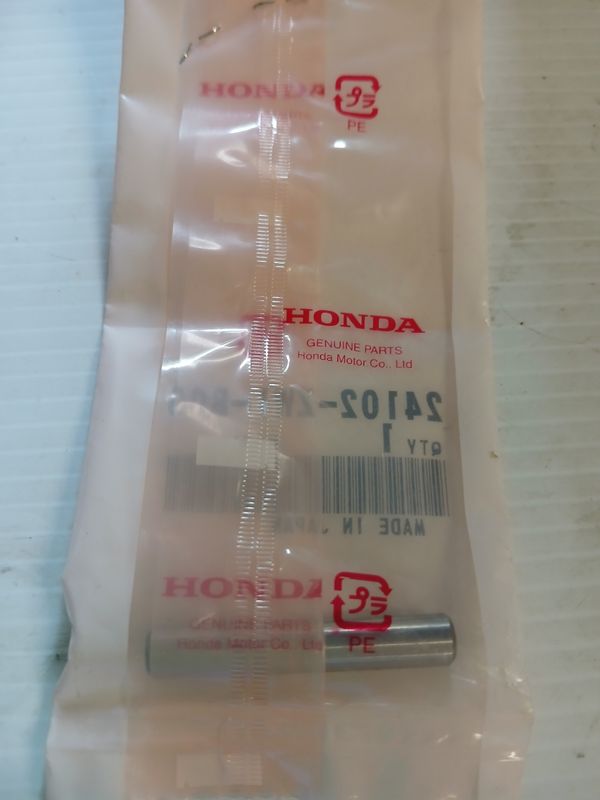 HONDA
プラ
PE
HONDA
GENUINE PARTS
Honda Motor Co., Ltd
24102-
QTY 1
MADE IN JAPAN
HONDA
GENUINE PARTS
Honda Motor Co., Ltd
プラ
PE